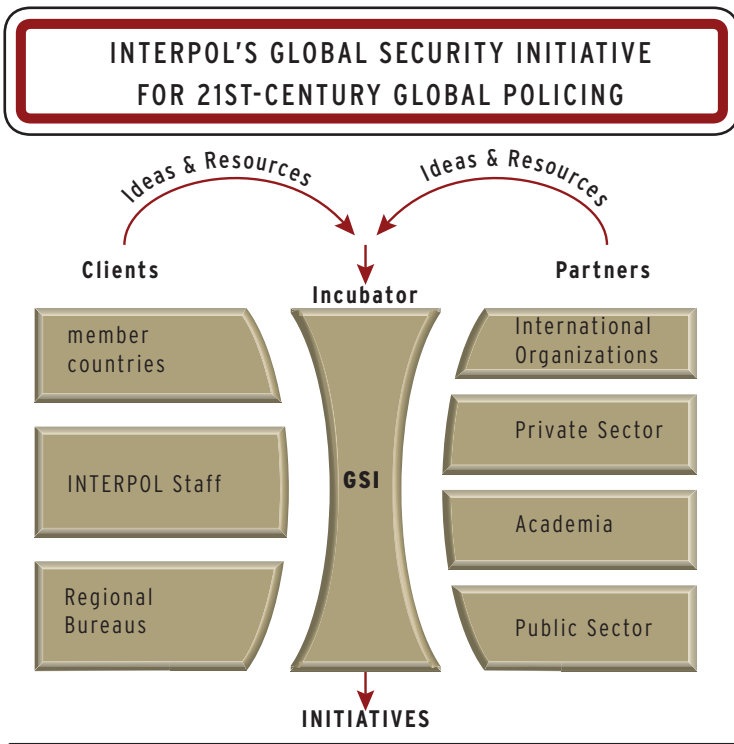 INTERPOL'S GLOBAL SECURITY INITIATIVE
FOR 21ST-CENTURY GLOBAL POLICING
Ideas & Resources
Ideas & Resources
Clients
Partners
Incubator
member
countries
INTERPOL Staff
Regional
Bureaus
GSI
International
Organizations
Private Sector
Academia
Public Sector
INITIATIVES